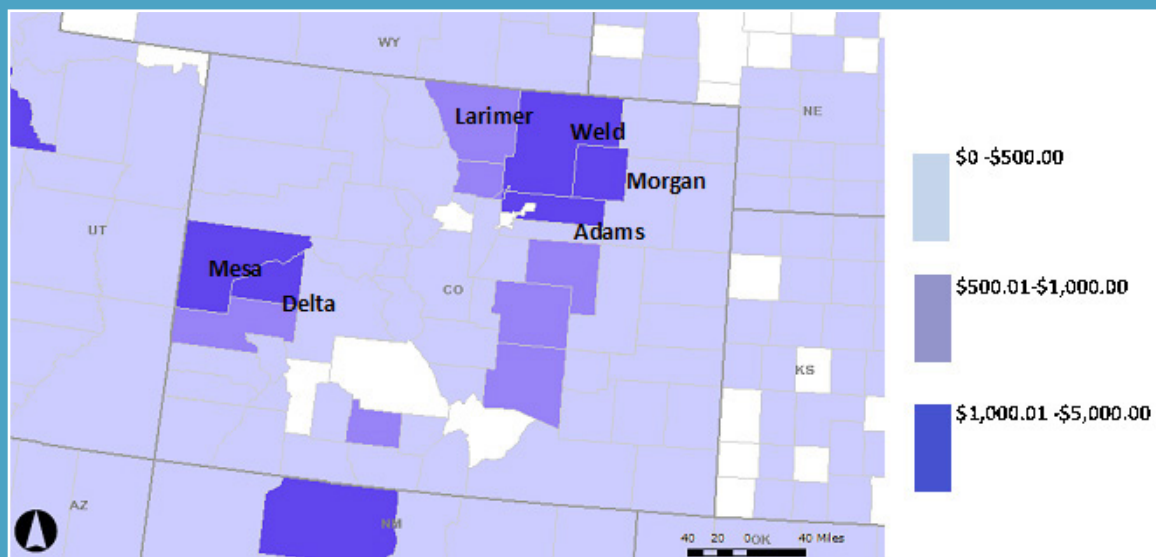 WY
NE
Larimer
Weld
Morgan
Adams
UT
Mesa
Delta
CO
KS
AZ
NM
OK
40 20 0 40 Miles
$0 -$500.00
$500.01-$1,000.00
$1,000.01 -$5,000.00